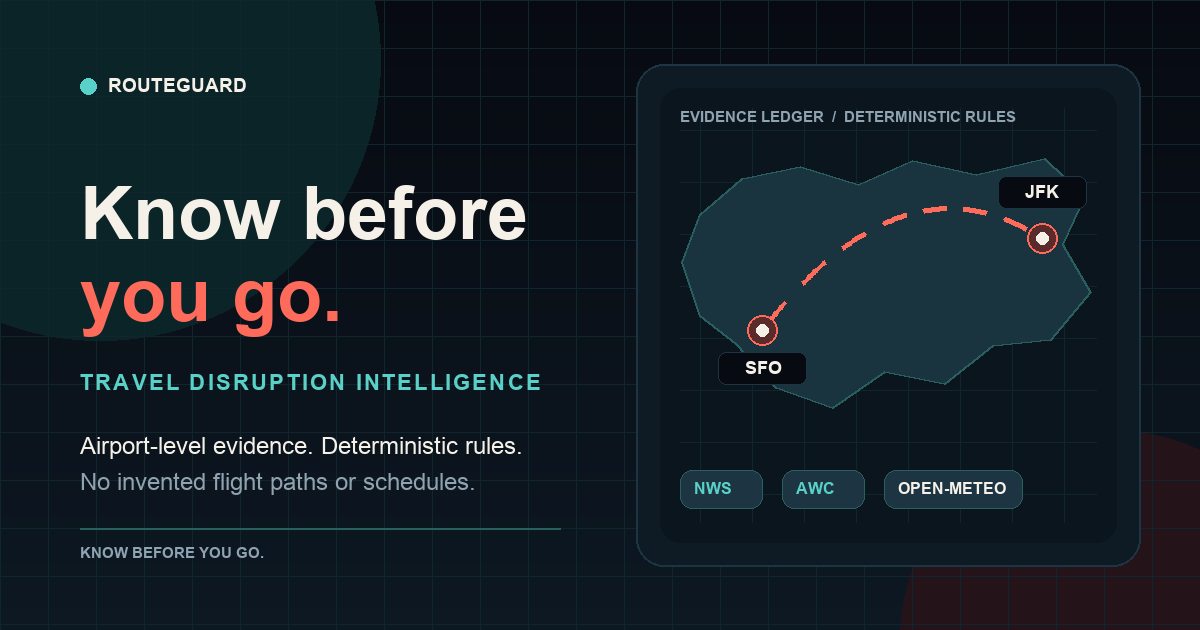 ROUTEGUARD
Know before
you go.
TRAVEL DISRUPTION INTELLIGENCE
Airport-level evidence. Deterministic rules.
No invented flight paths or schedules.
KNOW BEFORE YOU GO.
EVIDENCE LEDGER / DETERMINISTIC RULES
JFK
SFO
NWS
AWC
OPEN-METEO